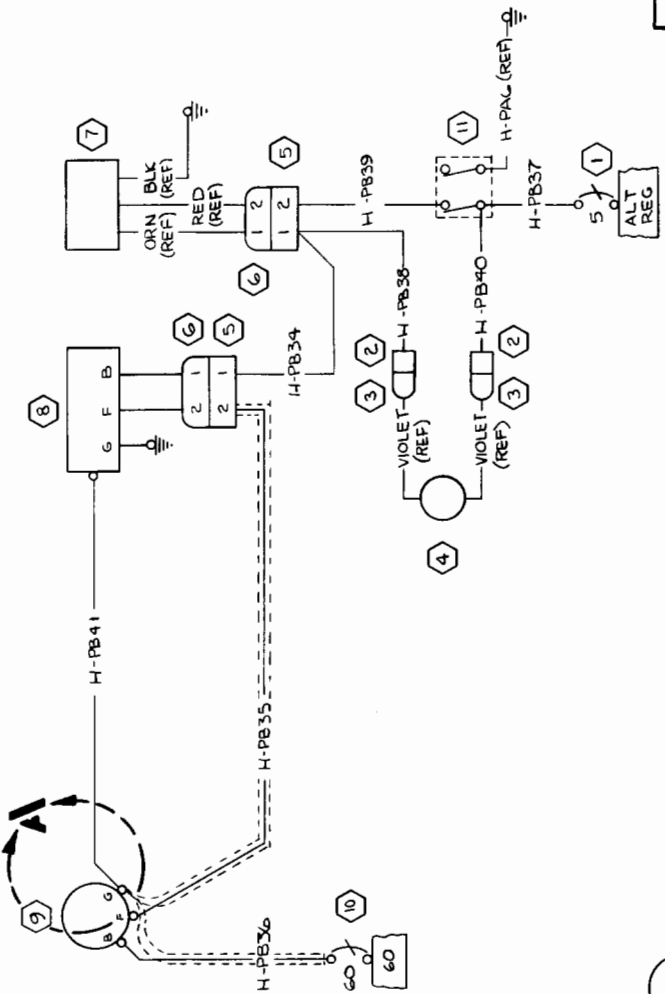 9
A
B
F
G
H-PB41
8
G
F
B
7
ORN
(REF)
RED
(REF)
BLK
(REF)
6
5
2
1
2
1
6
5
1
2
1
2
H-PB34
H-PB35
H-PB36
10
60
60
4
VIOLET
(REF)
3
2
H-PB38
VIOLET
(REF)
3
2
H-PB40
H-PB39
11
H-PA6 (REF)
H-PB37
1
5
ALT
REG